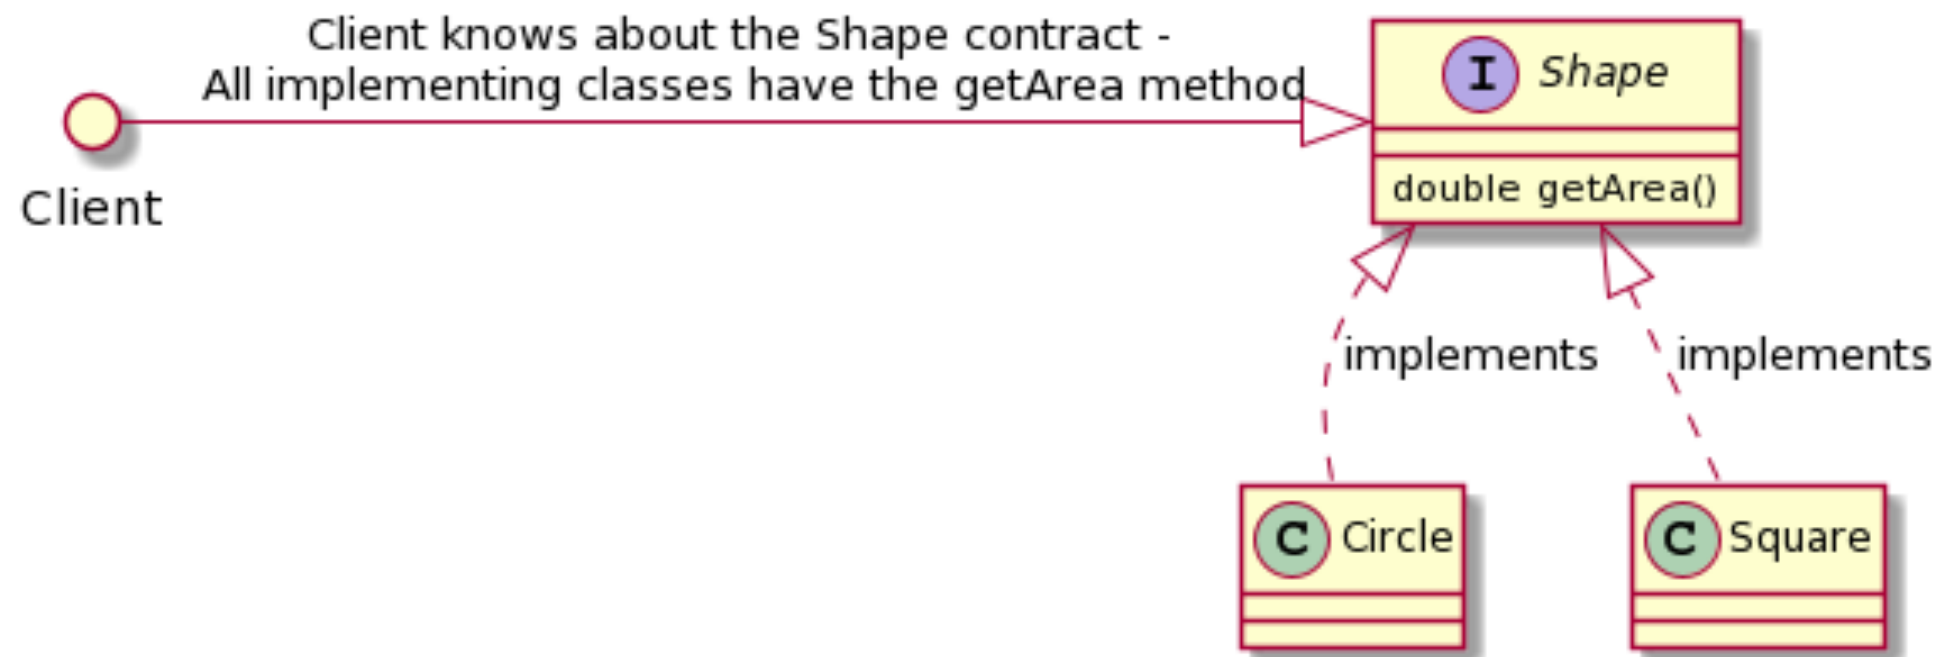 Client knows about the Shape contract -
All implementing classes have the getArea method
Client
I Shape
double getArea()
implements
implements
C Circle
C Square